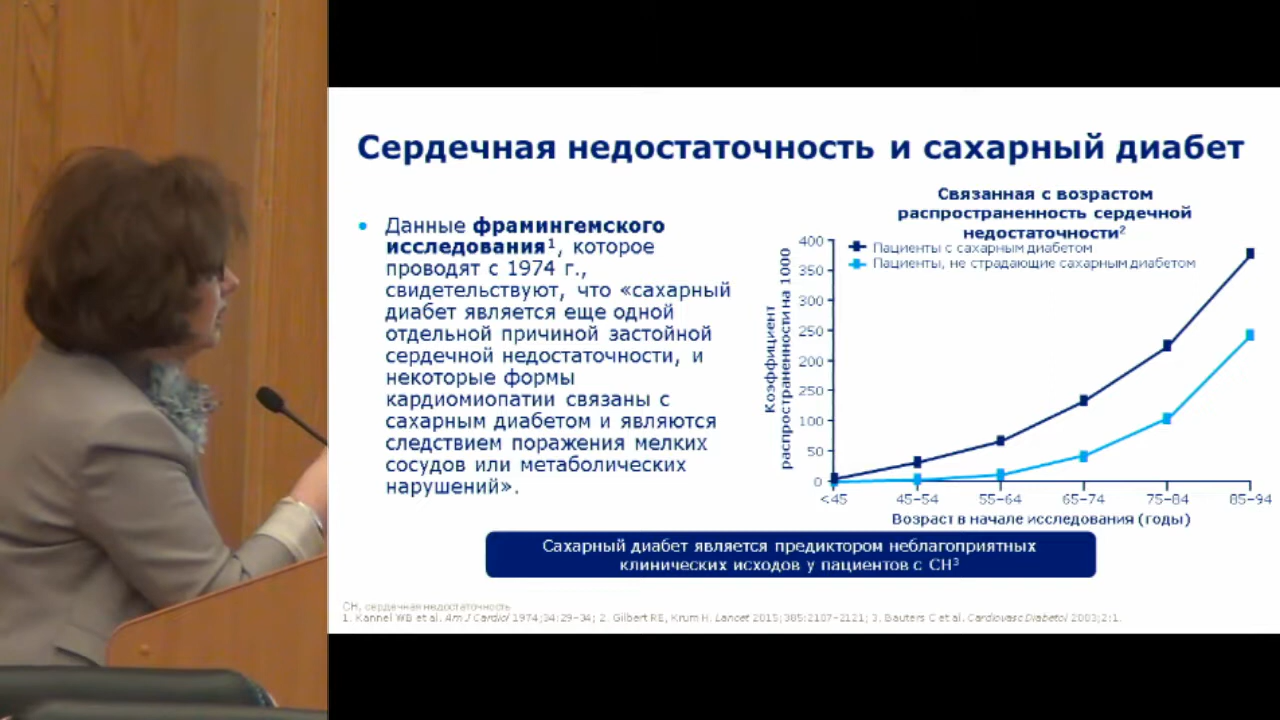 Сердечная недостаточность и сахарный диабет
• Данные фрамингемского
исследования¹, которое
проводят с 1974 г.,
свидетельствуют, что «сахарный
диабет является еще одной
отдельной причиной застойной
сердечной недостаточности, и
некоторые формы
кардиомиопатии связаны с
сахарным диабетом и являются
следствием поражения мелких
сосудов или метаболических
нарушений».
Связанная с возрастом
распространенность сердечной
недостаточности²
Пациенты с сахарным диабетом
Пациенты, не страдающие сахарным диабетом
Коэффициент
распространенности на 1000
400
350
300
250
200
250
100
50
0
<45 45–54 55–64 65–74 75–84 85–94
Возраст в начале исследования (годы)
Сахарный диабет является предиктором неблагоприятных
клинических исходов у пациентов с СН³
СН, сердечная недостаточность
1. Kannel WB et al. Am J Cardiol 1974;34:29–34; 2. Gilbert RE, Krum H. Lancet 2015;385:2107–2121; 3. Bauters C et al. Cardiovasc Diabetol 2003;2:1.